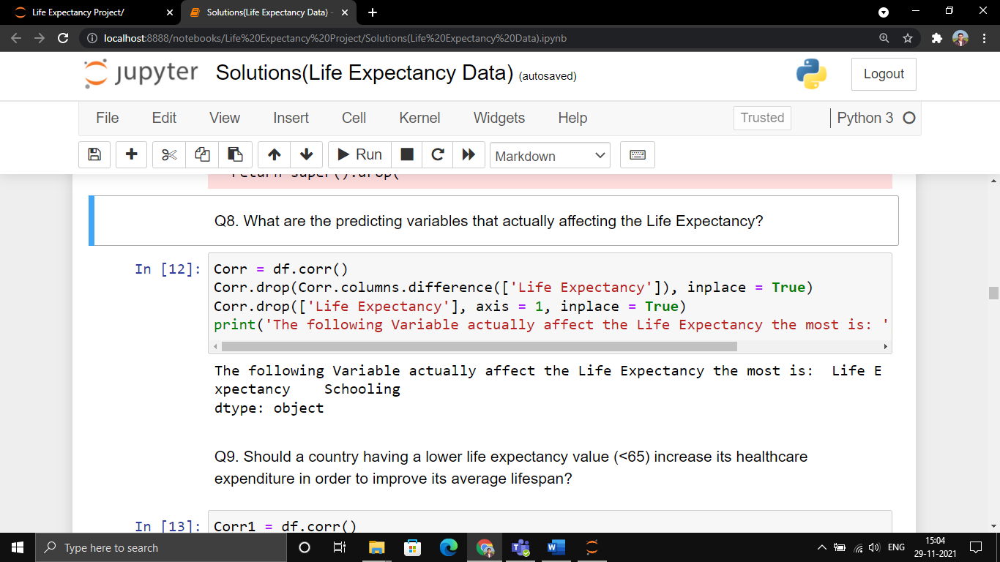 Life Expectancy Project/
Solutions(Life Expectancy Data) -
localhost:8888/notebooks/Life%20Expectancy%20Project/Solutions(Life%20Expectancy%20Data).ipynb
jupyter Solutions(Life Expectancy Data) (autosaved)
Logout
File Edit View Insert Cell Kernel Widgets Help
Trusted
Python 3
Run
Markdown
return super().drop(
Q8. What are the predicting variables that actually affecting the Life Expectancy?
In [12]:
Corr = df.corr()
Corr.drop(Corr.columns.difference(['Life Expectancy']), inplace = True)
Corr.drop(['Life Expectancy'], axis = 1, inplace = True)
print('The following Variable actually affect the Life Expectancy the most is: '
The following Variable actually affect the Life Expectancy the most is:  Life E
xpectancy    Schooling
dtype: object
Q9. Should a country having a lower life expectancy value (<65) increase its healthcare
expenditure in order to improve its average lifespan?
In [13]:
Corr1 = df.corr()
Type here to search
ENG
15:04
29-11-2021